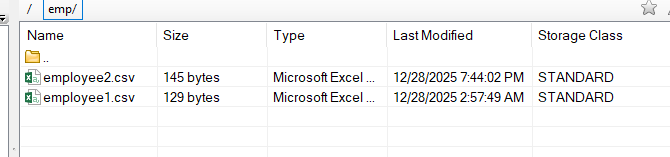 / emp/
Name Size Type Last Modified Storage Class
..
employee2.csv 145 bytes Microsoft Excel ... 12/28/2025 7:44:02 PM STANDARD
employee1.csv 129 bytes Microsoft Excel ... 12/28/2025 2:57:49 AM STANDARD